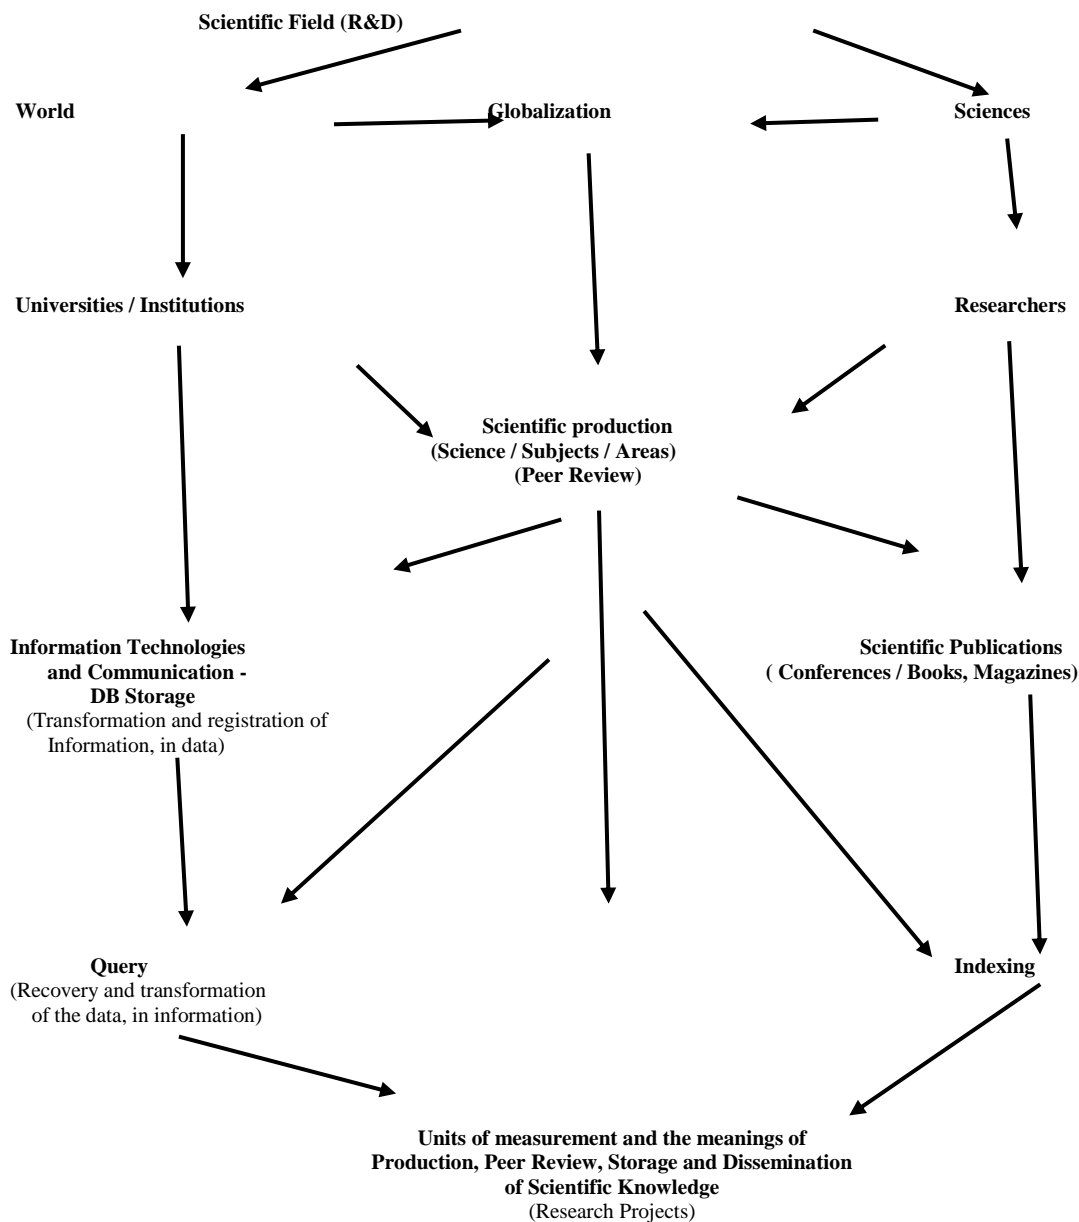 Scientific Field (R&D)
World
Globalization
Sciences
Universities / Institutions
Researchers
Scientific production
(Science / Subjects / Areas)
(Peer Review)
Information Technologies
and Communication -
DB Storage
(Transformation and registration of
Information, in data)
Scientific Publications
( Conferences / Books, Magazines)
Query
(Recovery and transformation
of the data, in information)
Indexing
Units of measurement and the meanings of
Production, Peer Review, Storage and Dissemination
of Scientific Knowledge
(Research Projects)